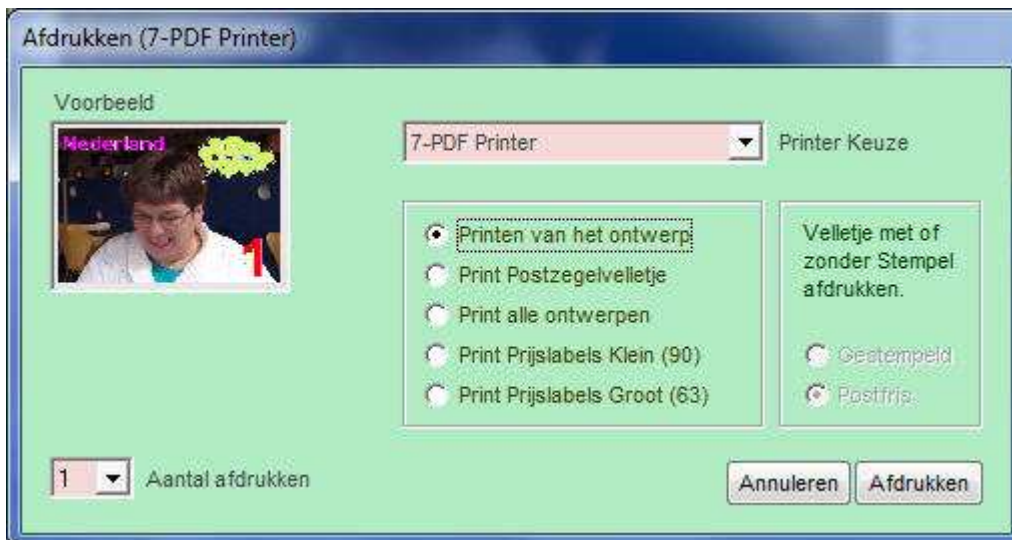 Afdrukken (7-PDF Printer)
Voorbeeld
Nederland
1
7-PDF Printer
Printer Keuze
Printen van het ontwerp
Print Postzegelvelletje
Print alle ontwerpen
Print Prijslabels Klein (90)
Print Prijslabels Groot (63)
Velletje met of
zonder Stempel
afdrukken.
Gestempeld
Postfris
1
Aantal afdrukken
Annuleren
Afdrukken